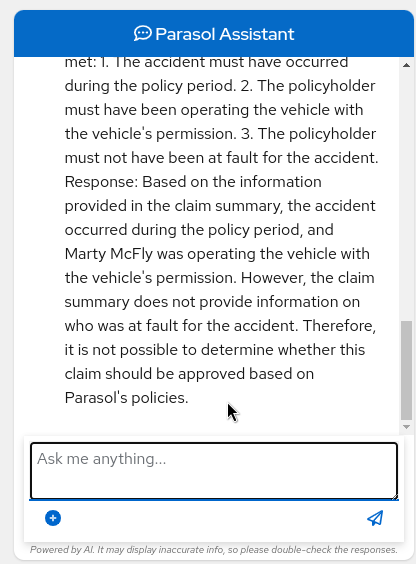 Parasol Assistant
met: 1. The accident must have occurred
during the policy period. 2. The policyholder
must have been operating the vehicle with
the vehicle's permission. 3. The policyholder
must not have been at fault for the accident.
Response: Based on the information
provided in the claim summary, the accident
occurred during the policy period, and
Marty McFly was operating the vehicle with
the vehicle's permission. However, the claim
summary does not provide information on
who was at fault for the accident. Therefore,
it is not possible to determine whether this
claim should be approved based on
Parasol's policies.
Ask me anything...
Powered by AI. It may display inaccurate info, so please double-check the responses.